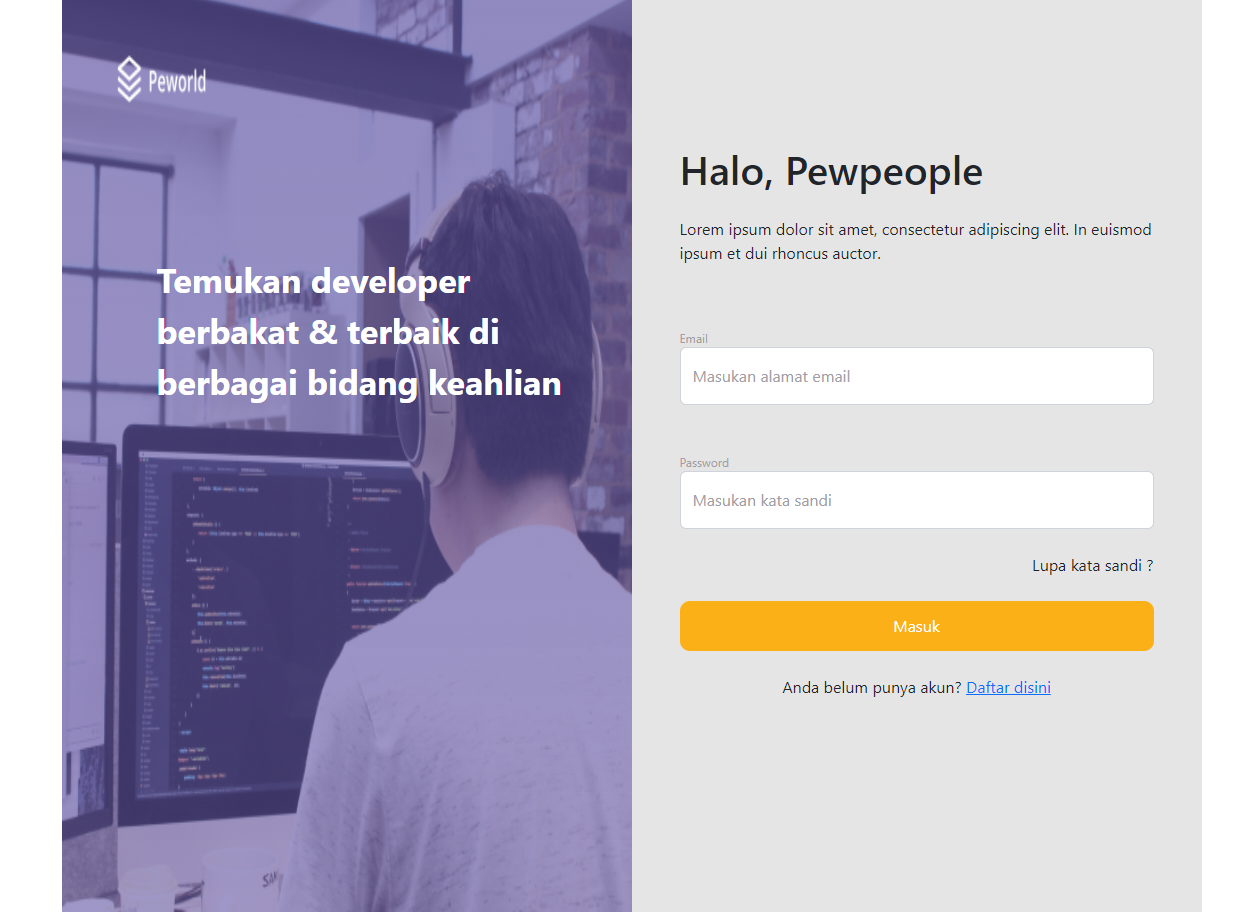 Peworld
Temukan developer
berbakat & terbaik di
berbagai bidang keahlian
Halo, Pewpeople
Lorem ipsum dolor sit amet, consectetur adipiscing elit. In euismod
ipsum et dui rhoncus auctor.
Email
Masukan alamat email
Password
Masukan kata sandi
Lupa kata sandi ?
Masuk
Anda belum punya akun? Daftar disini